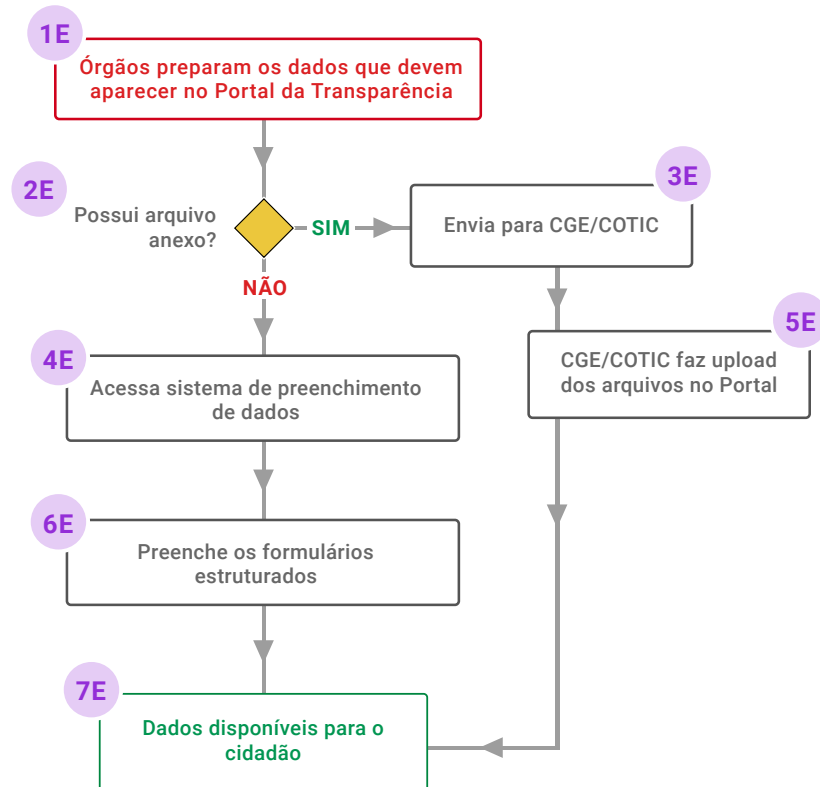 1E
Órgãos preparam os dados que devem
aparecer no Portal da Transparência
2E
Possui arquivo
anexo?
SIM
NÃO
3E
Envia para CGE/COTIC
4E
Acessa sistema de preenchimento
de dados
5E
CGE/COTIC faz upload
dos arquivos no Portal
6E
Preenche os formulários
estruturados
7E
Dados disponíveis para o
cidadão